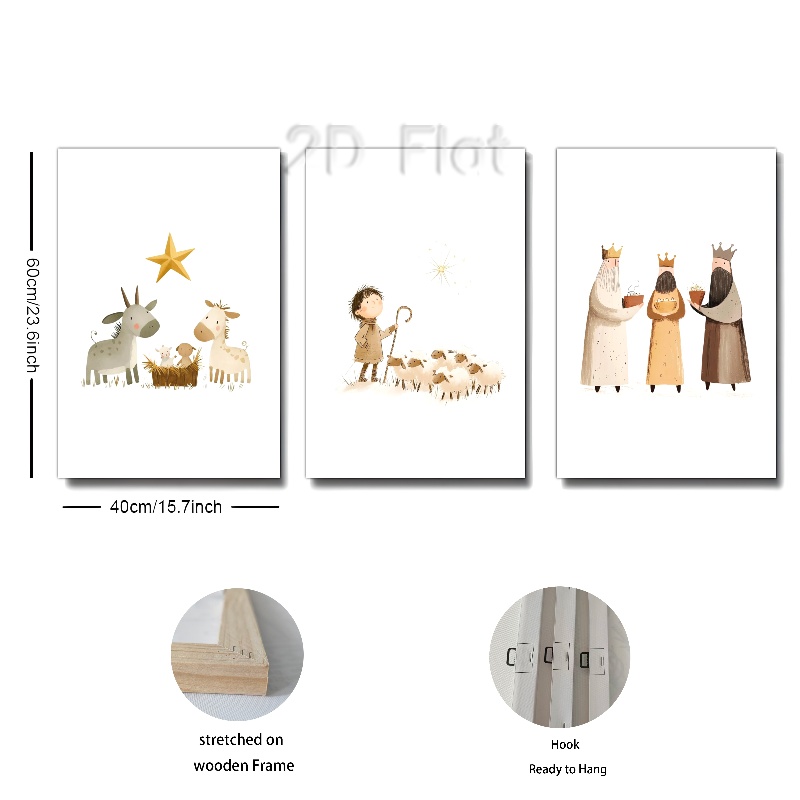 2D Flat
60cm/23.6inch
40cm/15.7inch
stretched on
wooden Frame
Hook
Ready to Hang